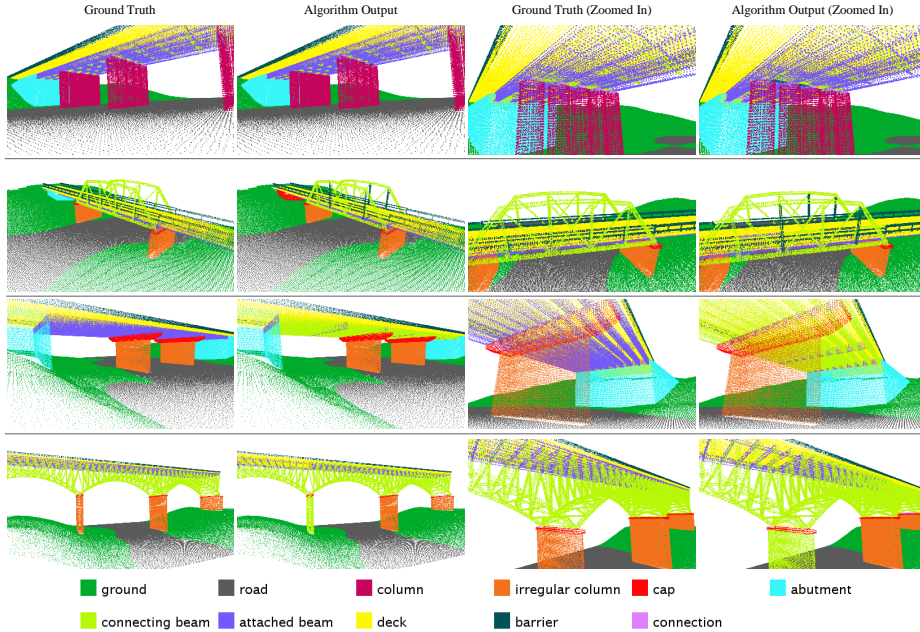 Ground Truth Algorithm Output Ground Truth (Zoomed In) Algorithm Output (Zoomed In)
ground road column irregular column cap abutment
connecting beam attached beam deck barrier connection